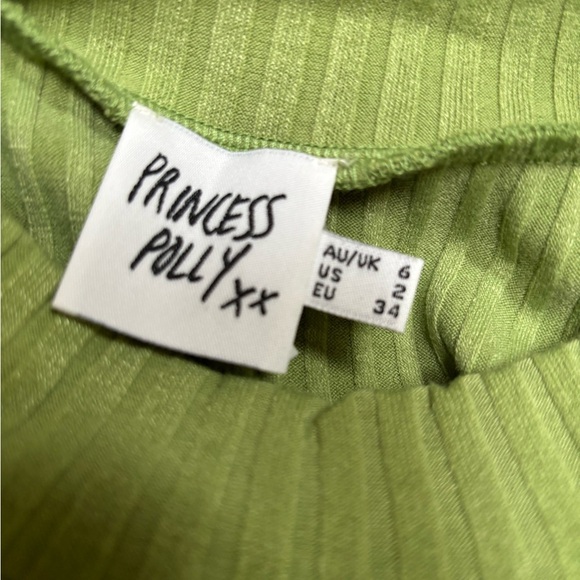 PRINCESS
POLLY xx
AU/UK 6
US 2
EU 34